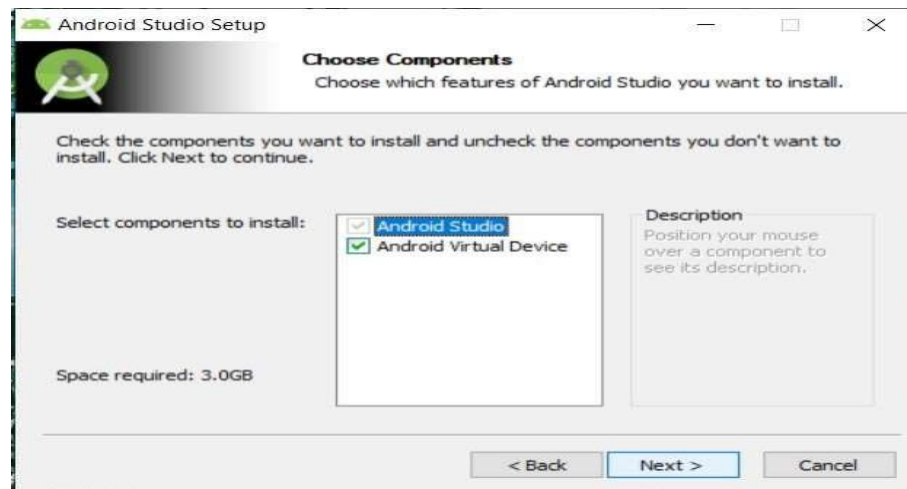 Android Studio Setup
Choose Components
Choose which features of Android Studio you want to install.
Check the components you want to install and uncheck the components you don't want to
install. Click Next to continue.
Select components to install:
Android Studio
Android Virtual Device
Description
Position your mouse
over a component to
see its description.
Space required: 3.0GB
< Back
Next >
Cancel